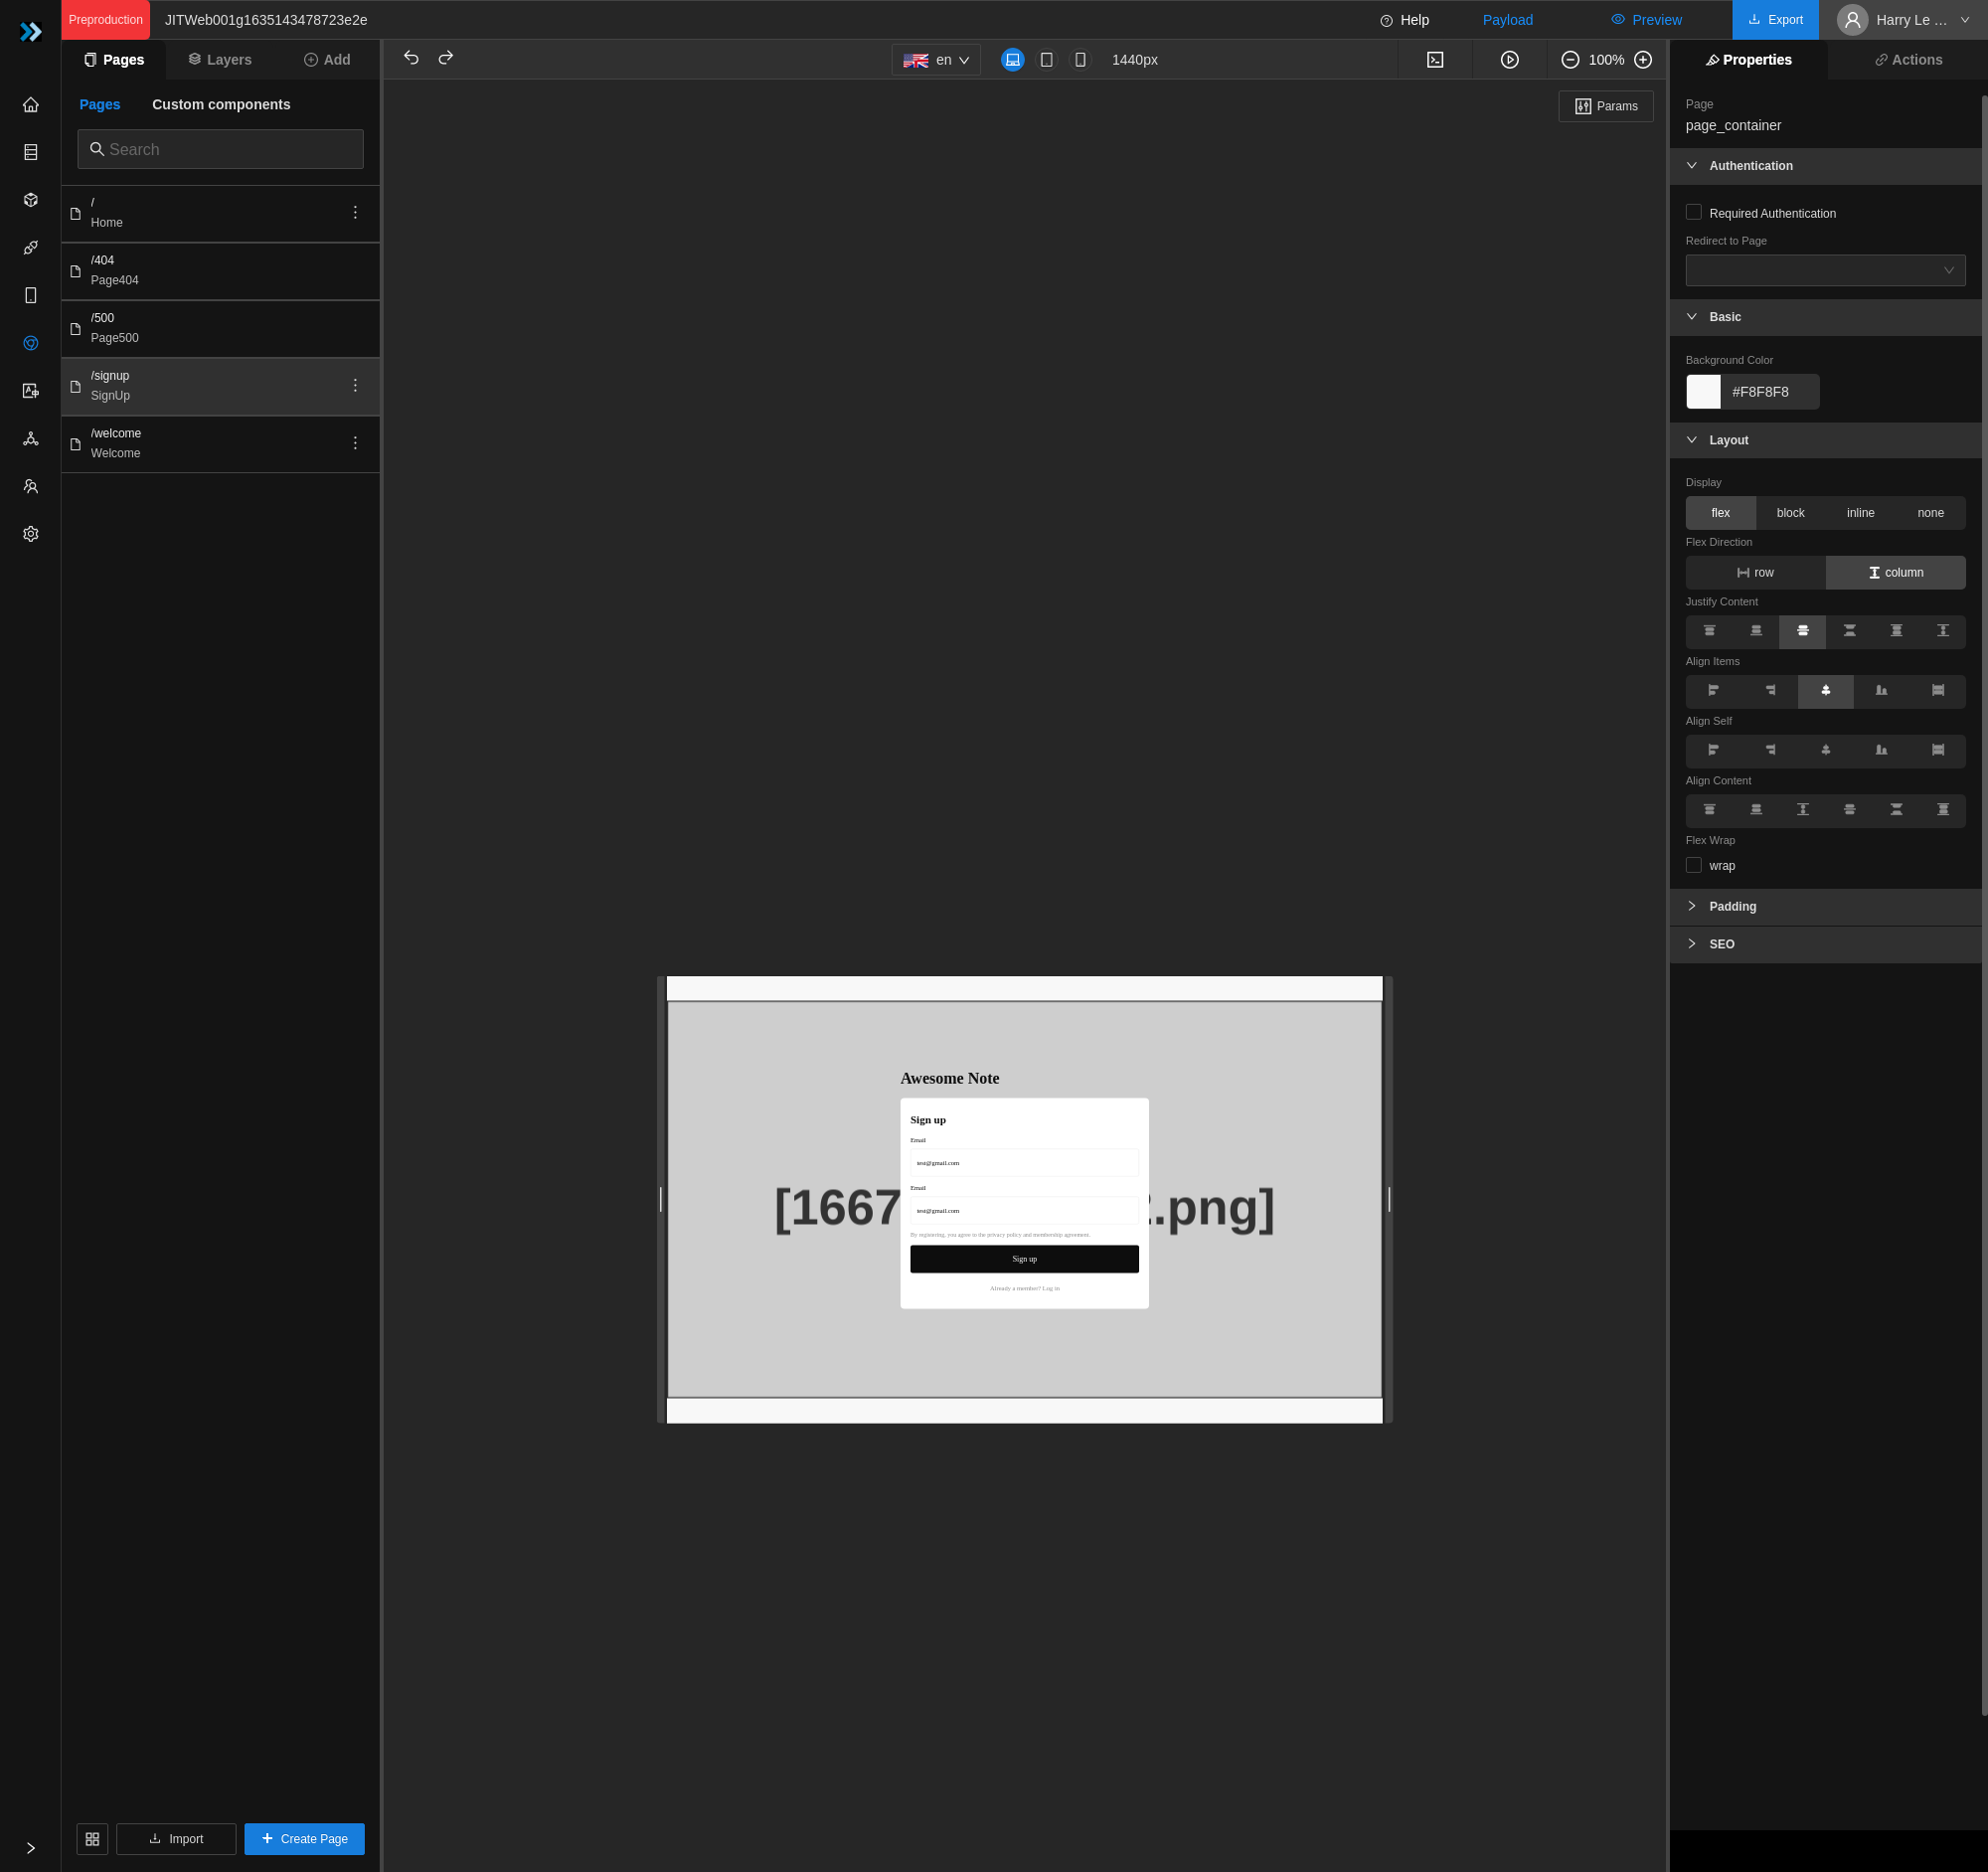 Preproduction
JITWeb001g1635143478723e2e
Help
Payload
Preview
Export
Harry Le ...
Pages
Layers
Add
en
1440px
100%
Properties
Actions
Pages
Custom components
Search
/
Home
/404
Page404
/500
Page500
/signup
SignUp
/welcome
Welcome
Import
Create Page
Params
Awesome Note
Sign up
Email
test@gmail.com
Email
test@gmail.com
[1667
.png]
By registering, you agree to the privacy policy and membership agreement.
Sign up
Already a member? Log in
Page
page_container
Authentication
Required Authentication
Redirect to Page
Basic
Background Color
#F8F8F8
Layout
Display
flex
block
inline
none
Flex Direction
row
column
Justify Content
Align Items
Align Self
Align Content
Flex Wrap
wrap
Padding
SEO